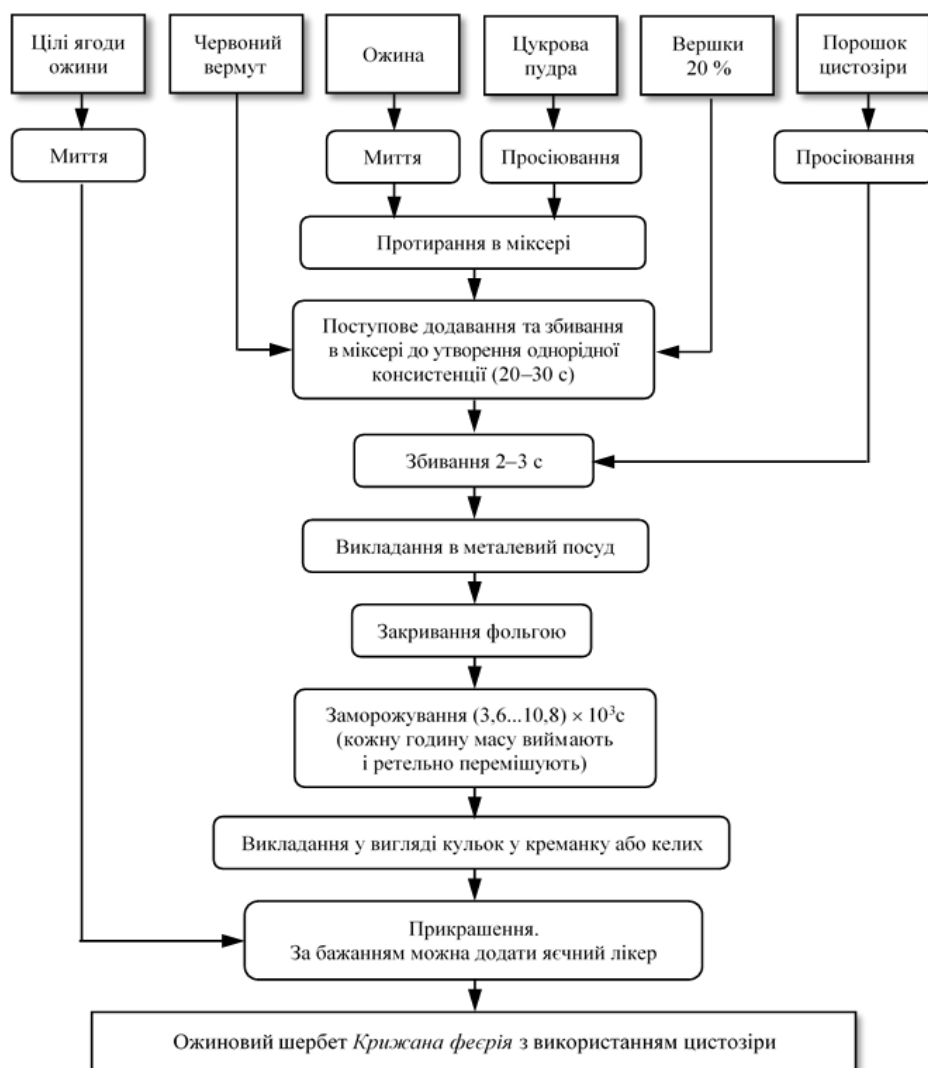 Цілі ягоди
ожини
Червоний
вермут
Ожина
Цукрова
пудра
Вершки
20 %
Порошок
цистозіри
Миття
Миття
Просіювання
Просіювання
Протирання в міксері
Поступове додавання та збивання
в міксері до утворення однорідної
консистенції (20–30 с)
Збивання 2–3 с
Викладання в металевий посуд
Закривання фольгою
Заморожування (3,6...10,8) × 10³с
(кожну годину масу виймають
і ретельно перемішують)
Викладання у вигляді кульок у креманку або келих
Прикрашення.
За бажанням можна додати яєчний лікер
Ожиновий шербет Крижана феєрія з використанням цистозіри